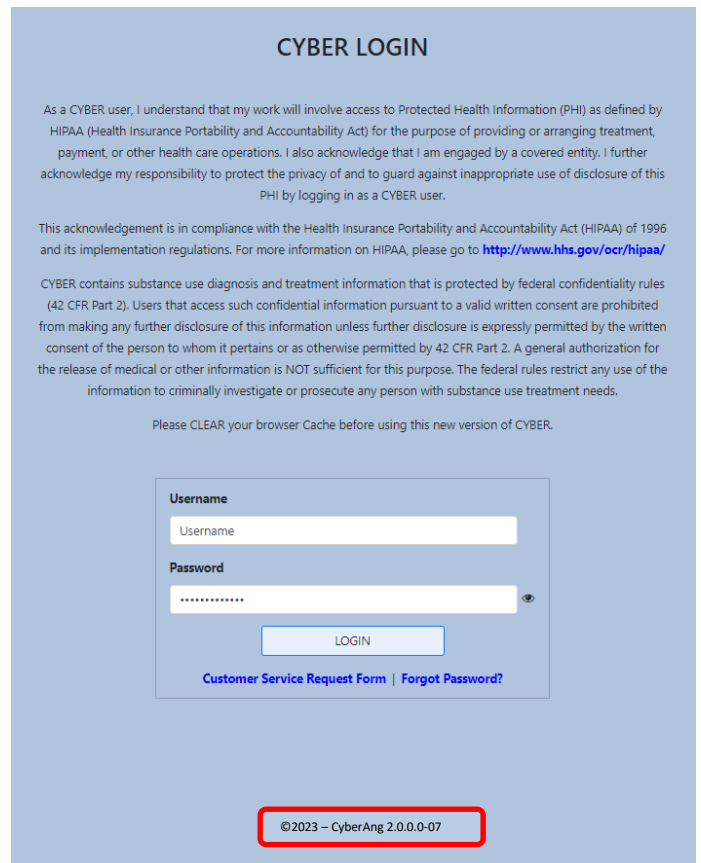 CYBER LOGIN
As a CYBER user, I understand that my work will involve access to Protected Health Information (PHI) as defined by
HIPAA (Health Insurance Portability and Accountability Act) for the purpose of providing or arranging treatment,
payment, or other health care operations. I also acknowledge that I am engaged by a covered entity. I further
acknowledge my responsibility to protect the privacy of and to guard against inappropriate use of disclosure of this
PHI by logging in as a CYBER user.
This acknowledgement is in compliance with the Health Insurance Portability and Accountability Act (HIPAA) of 1996
and its implementation regulations. For more information on HIPAA, please go to http://www.hhs.gov/ocr/hipaa/
CYBER contains substance use diagnosis and treatment information that is protected by federal confidentiality rules
(42 CFR Part 2). Users that access such confidential information pursuant to a valid written consent are prohibited
from making any further disclosure of this information unless further disclosure is expressly permitted by the written
consent of the person to whom it pertains or as otherwise permitted by 42 CFR Part 2. A general authorization for
the release of medical or other information is NOT sufficient for this purpose. The federal rules restrict any use of the
information to criminally investigate or prosecute any person with substance use treatment needs.
Please CLEAR your browser Cache before using this new version of CYBER.
Username
Username
Password
•••••••••••••
LOGIN
Customer Service Request Form | Forgot Password?
©2023 – CyberAng 2.0.0.0-07